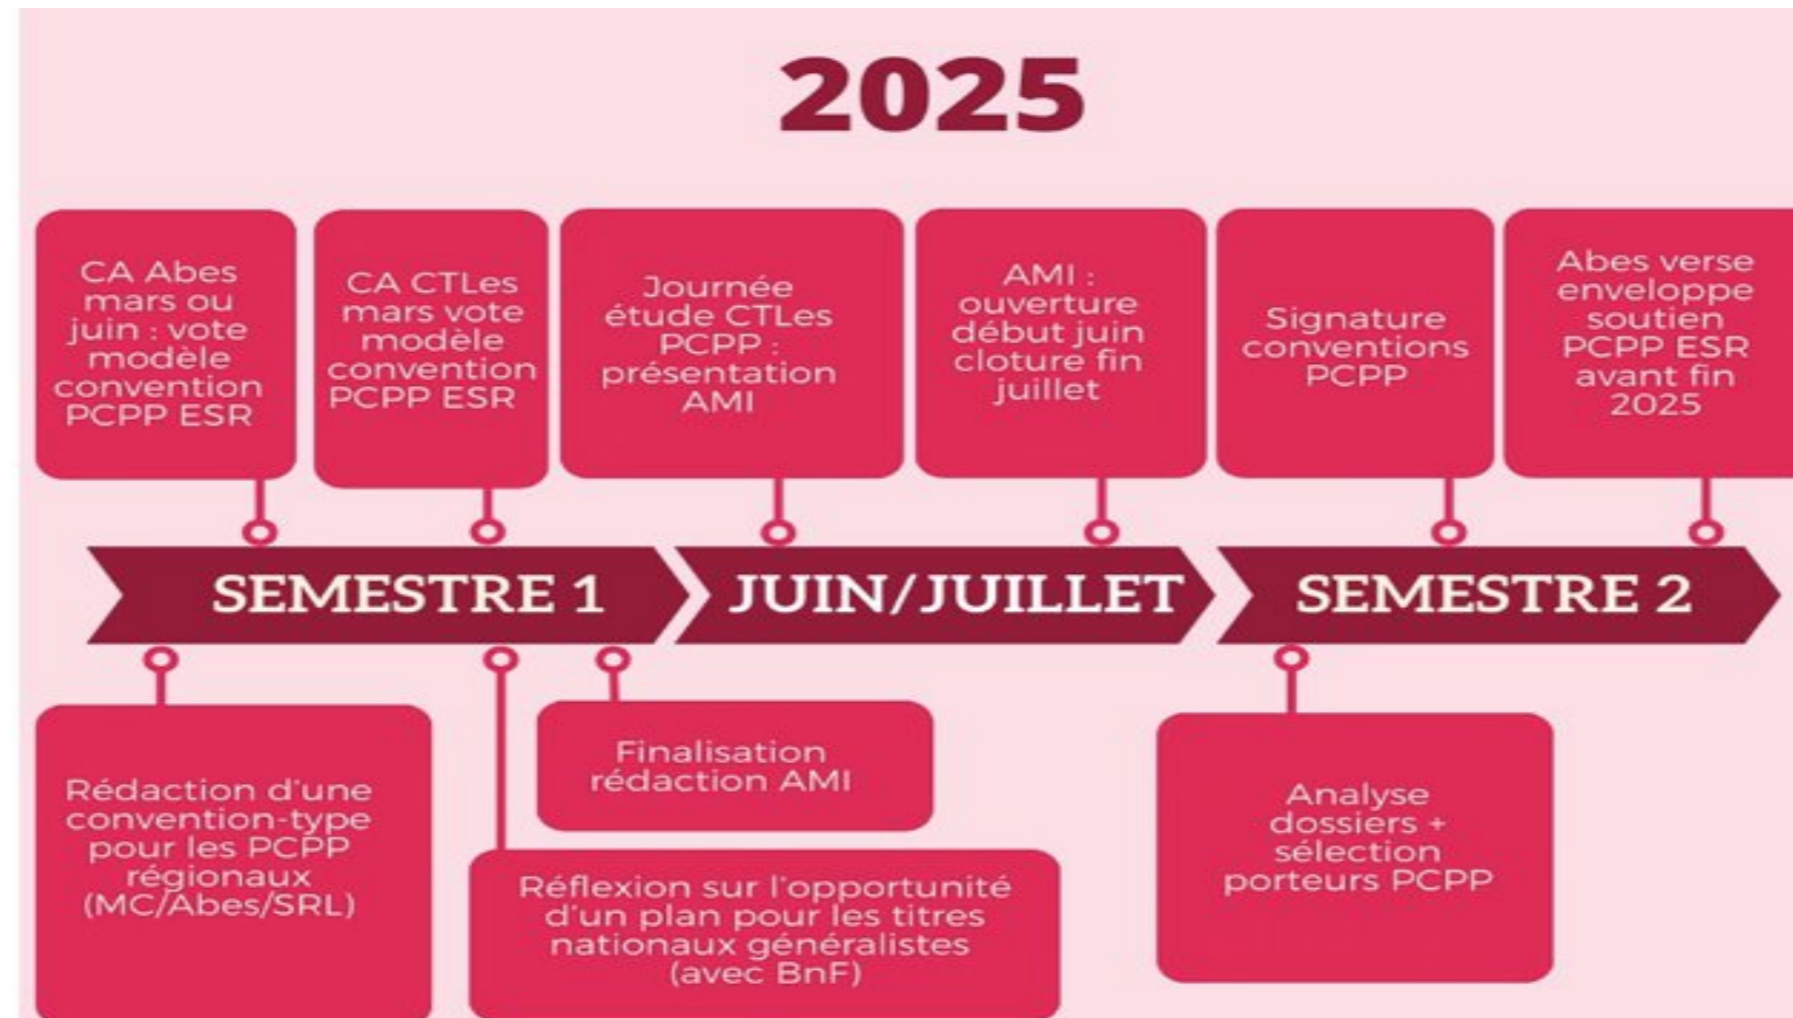 2025
CA Abes
mars ou
juin : vote
modèle
convention
PCPP ESR
CA CTLes
mars vote
modèle
convention
PCPP ESR
Journée
étude CTLes
PCPP :
présentation
AMI
AMI :
ouverture
début juin
cloture fin
juillet
Signature
conventions
PCPP
Abes verse
enveloppe
soutien
PCPP ESR
avant fin
2025
SEMESTRE 1
JUIN/JUILLET
SEMESTRE 2
Rédaction d'une
convention-type
pour les PCPP
régionaux
(MC/Abes/SRL)
Finalisation
rédaction AMI
Réflexion sur l'opportunité
d'un plan pour les titres
nationaux généralistes
(avec BnF)
Analyse
dossiers +
sélection
porteurs PCPP